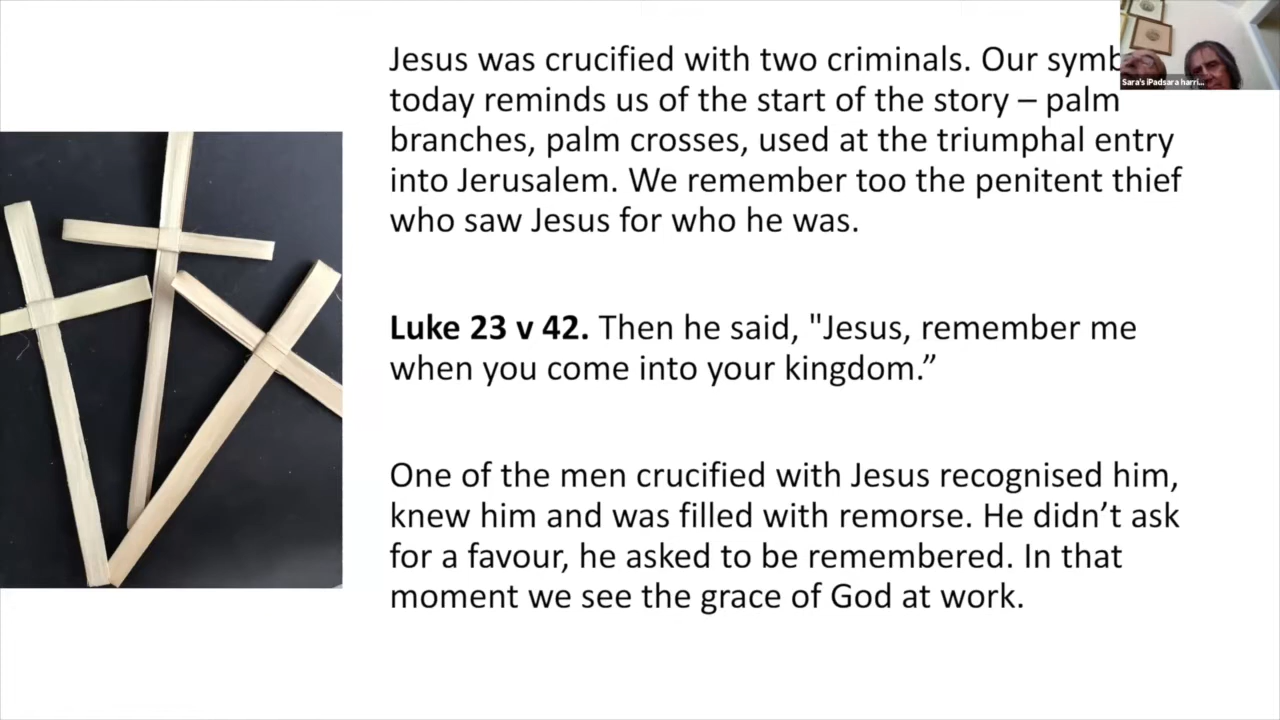 Jesus was crucified with two criminals. Our
today reminds us of the start of the story – palm
branches, palm crosses, used at the triumphal entry
into Jerusalem. We remember too the penitent thief
who saw Jesus for who he was.
Luke 23 v 42. Then he said, "Jesus, remember me
when you come into your kingdom.”
One of the men crucified with Jesus recognised him,
knew him and was filled with remorse. He didn’t ask
for a favour, he asked to be remembered. In that
moment we see the grace of God at work.
Sara's iPadsara harri...